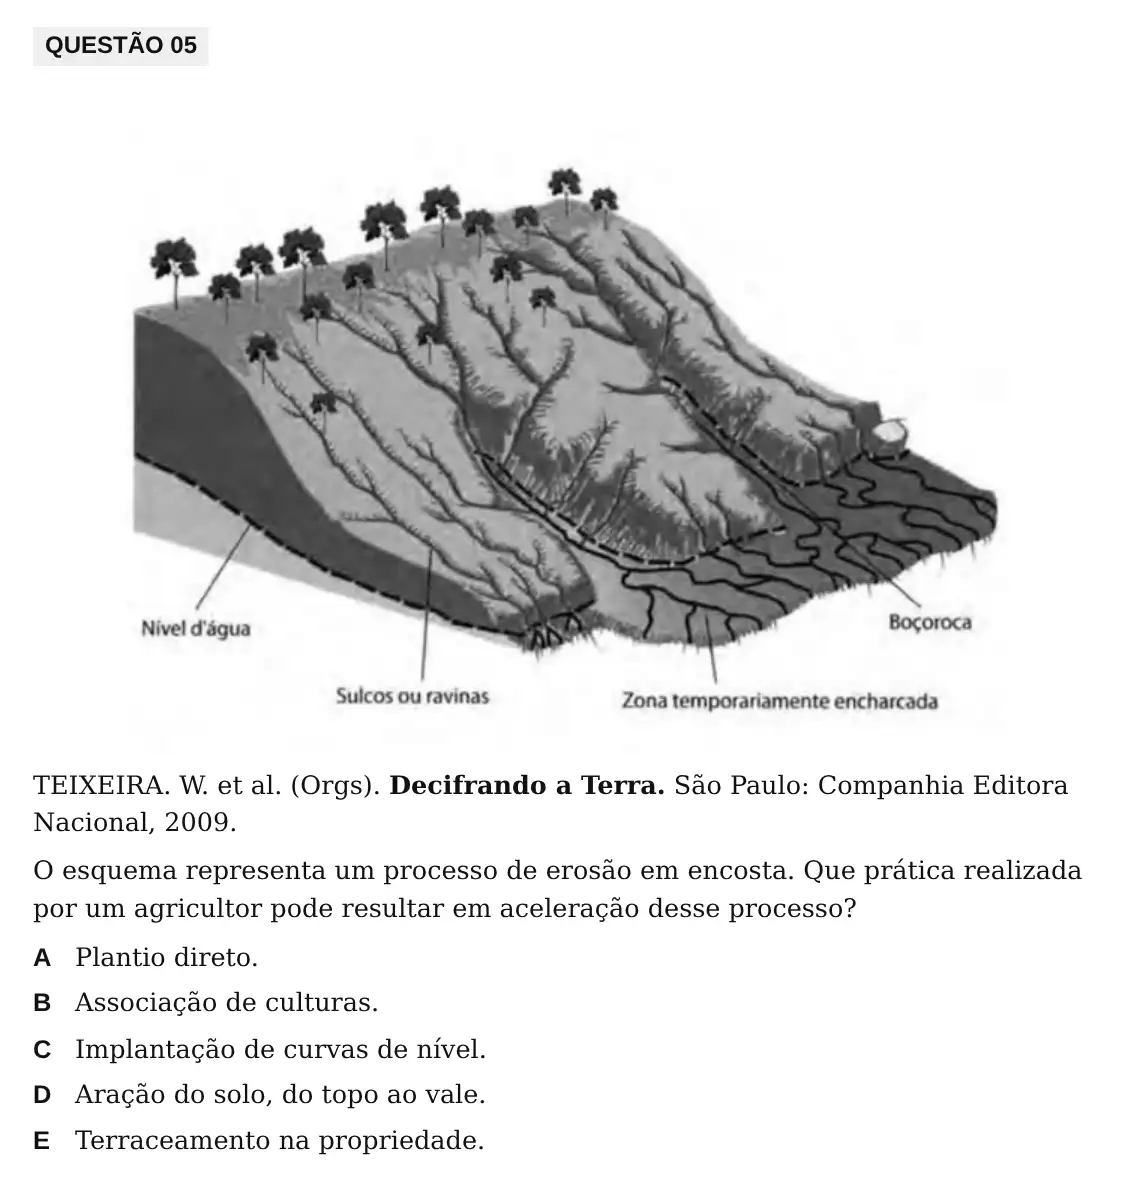 QUESTÃO 05
Nível d'água
Sulcos ou ravinas
Zona temporariamente encharcada
Boçoroca
TEIXEIRA. W. et al. (Orgs). Decifrando a Terra. São Paulo: Companhia Editora
Nacional, 2009.
O esquema representa um processo de erosão em encosta. Que prática realizada
por um agricultor pode resultar em aceleração desse processo?
A Plantio direto.
B Associação de culturas.
C Implantação de curvas de nível.
D Aração do solo, do topo ao vale.
E Terraceamento na propriedade.